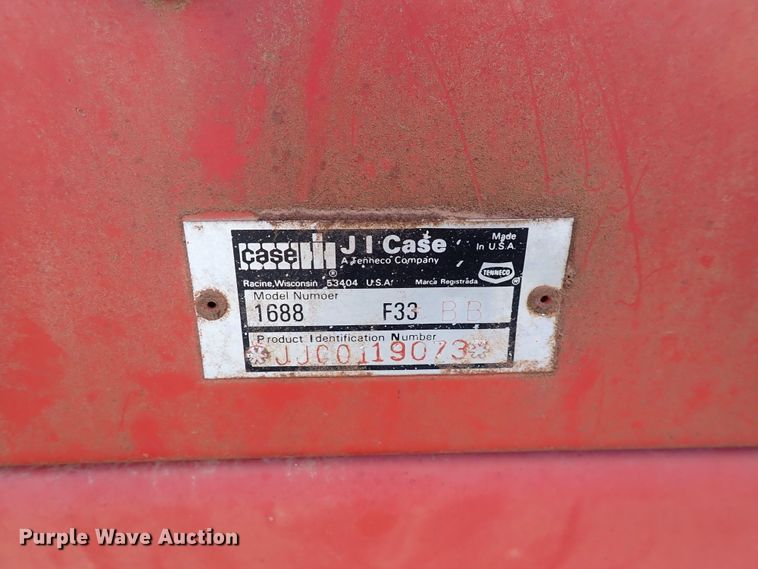 case IH ®
J I Case
A Tenneco Company
Made
In U.S.A.
Racine, Wisconsin 53404 U.S.A.
Marca Registrada
TENNECO ®
Model Number
1688 F33 BB
Product Identification Number
*JJC0119073*
Purple Wave Auction®